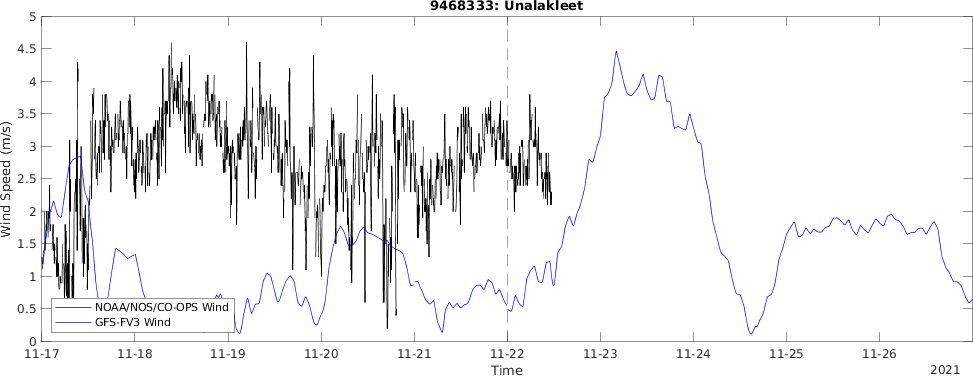 9468333: Unalakleet
Wind Speed (m/s)
5
4.5
4
3.5
3
2.5
2
1.5
1
0.5
0
NOAA/NOS/CO-OPS Wind
GFS-FV3 Wind
11-17 11-18 11-19 11-20 11-21 11-22 11-23 11-24 11-25 11-26
Time
2021